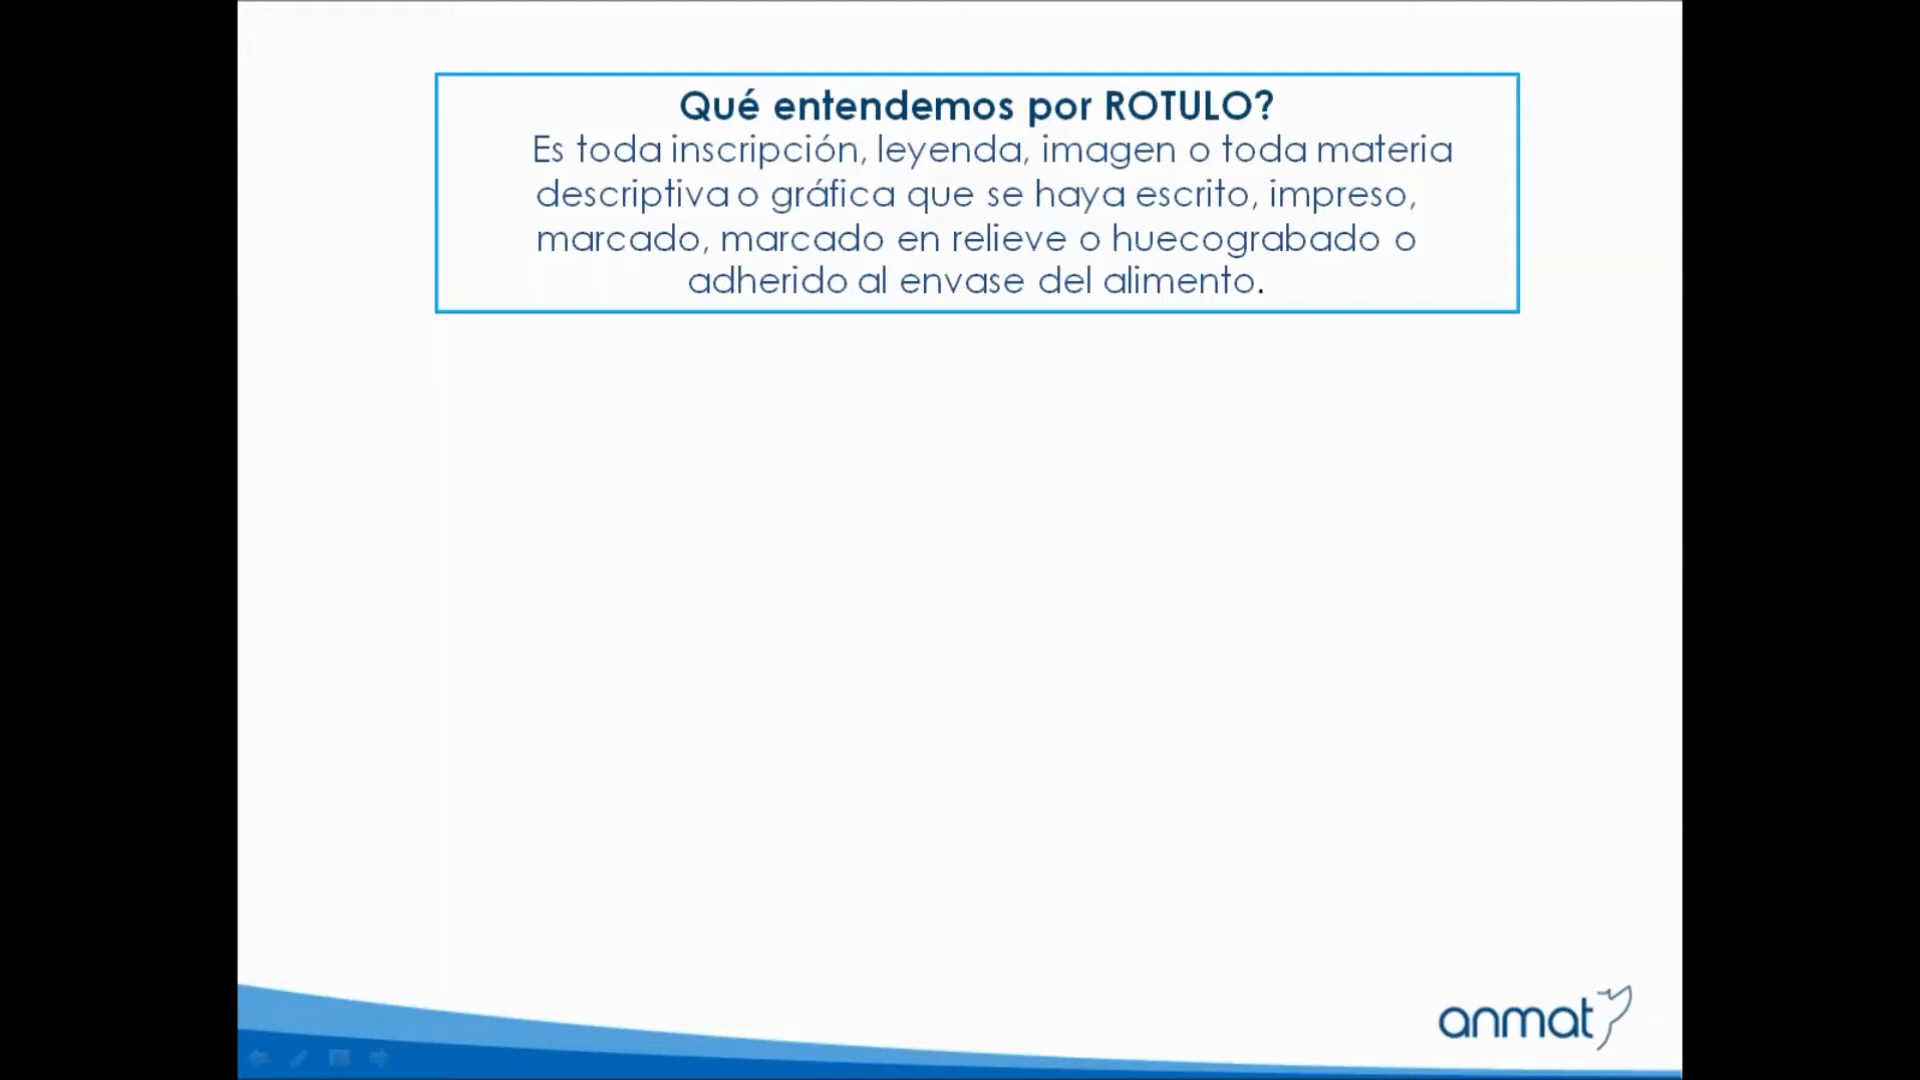 Qué entendemos por ROTULO?
Es toda inscripción, leyenda, imagen o toda materia
descriptiva o gráfica que se haya escrito, impreso,
marcado, marcado en relieve o huecograbado o
adherido al envase del alimento.
anmat